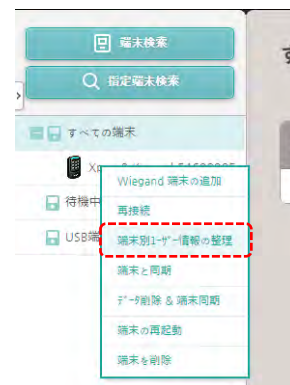 端末検索
指定端末検索
すべての端末
Wiegand 端末の追加
待機中
再接続
USB端
端末別ﾕｰｻﾞｰ情報の整理
端末と同期
ﾃﾞｰﾀ削除 & 端末同期
端末の再起動
端末を削除